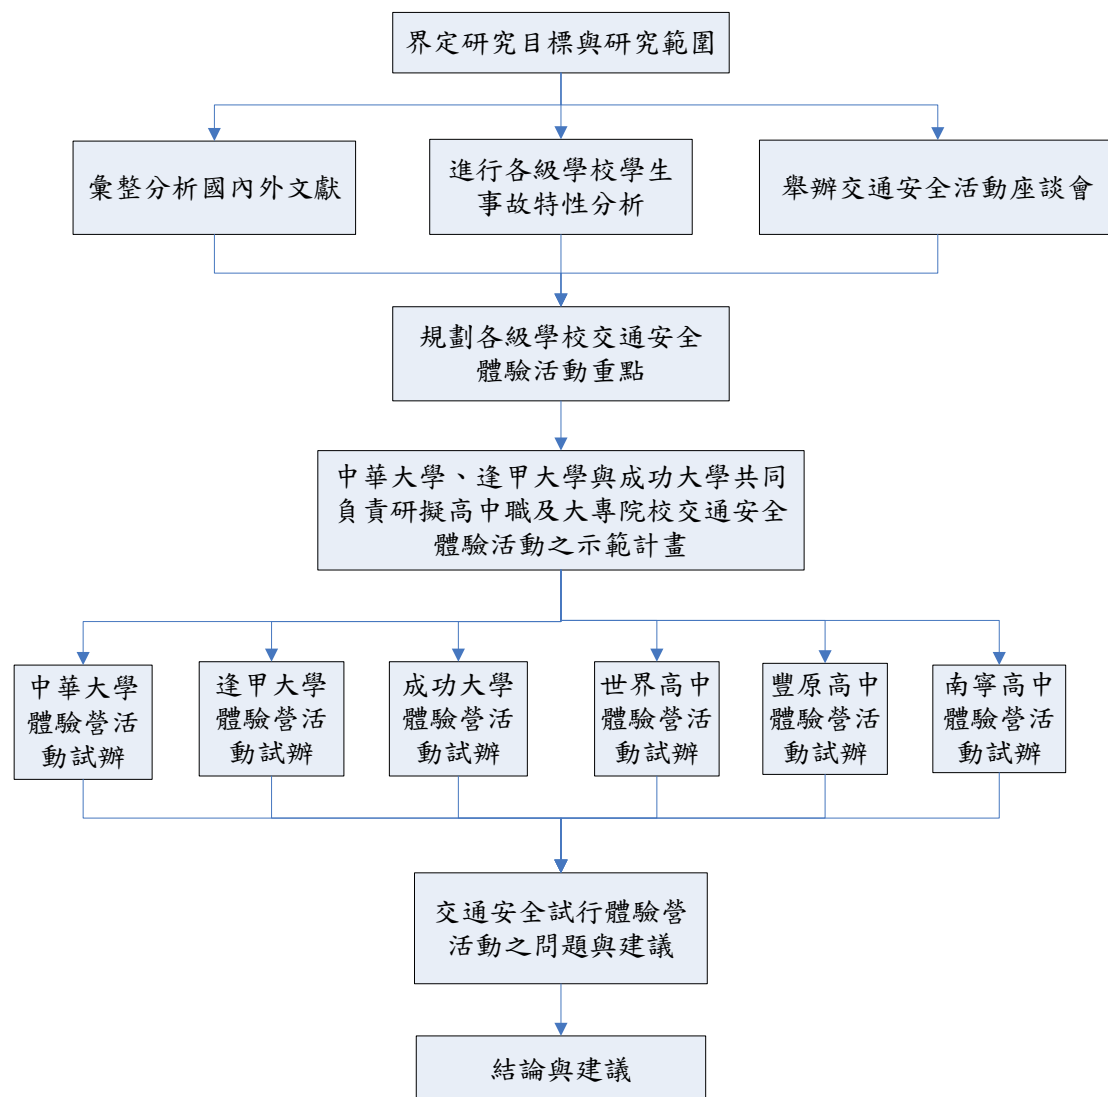 界定研究目標與研究範圍
彙整分析國內外文獻
進行各級學校學生
事故特性分析
舉辦交通安全活動座談會
規劃各級學校交通安全
體驗活動重點
中華大學、逢甲大學與成功大學共同
負責研擬高中職及大專院校交通安全
體驗活動之示範計畫
中華大學
體驗營活
動試辦
逢甲大學
體驗營活
動試辦
成功大學
體驗營活
動試辦
世界高中
體驗營活
動試辦
豐原高中
體驗營活
動試辦
南寧高中
體驗營活
動試辦
交通安全試行體驗營
活動之問題與建議
結論與建議